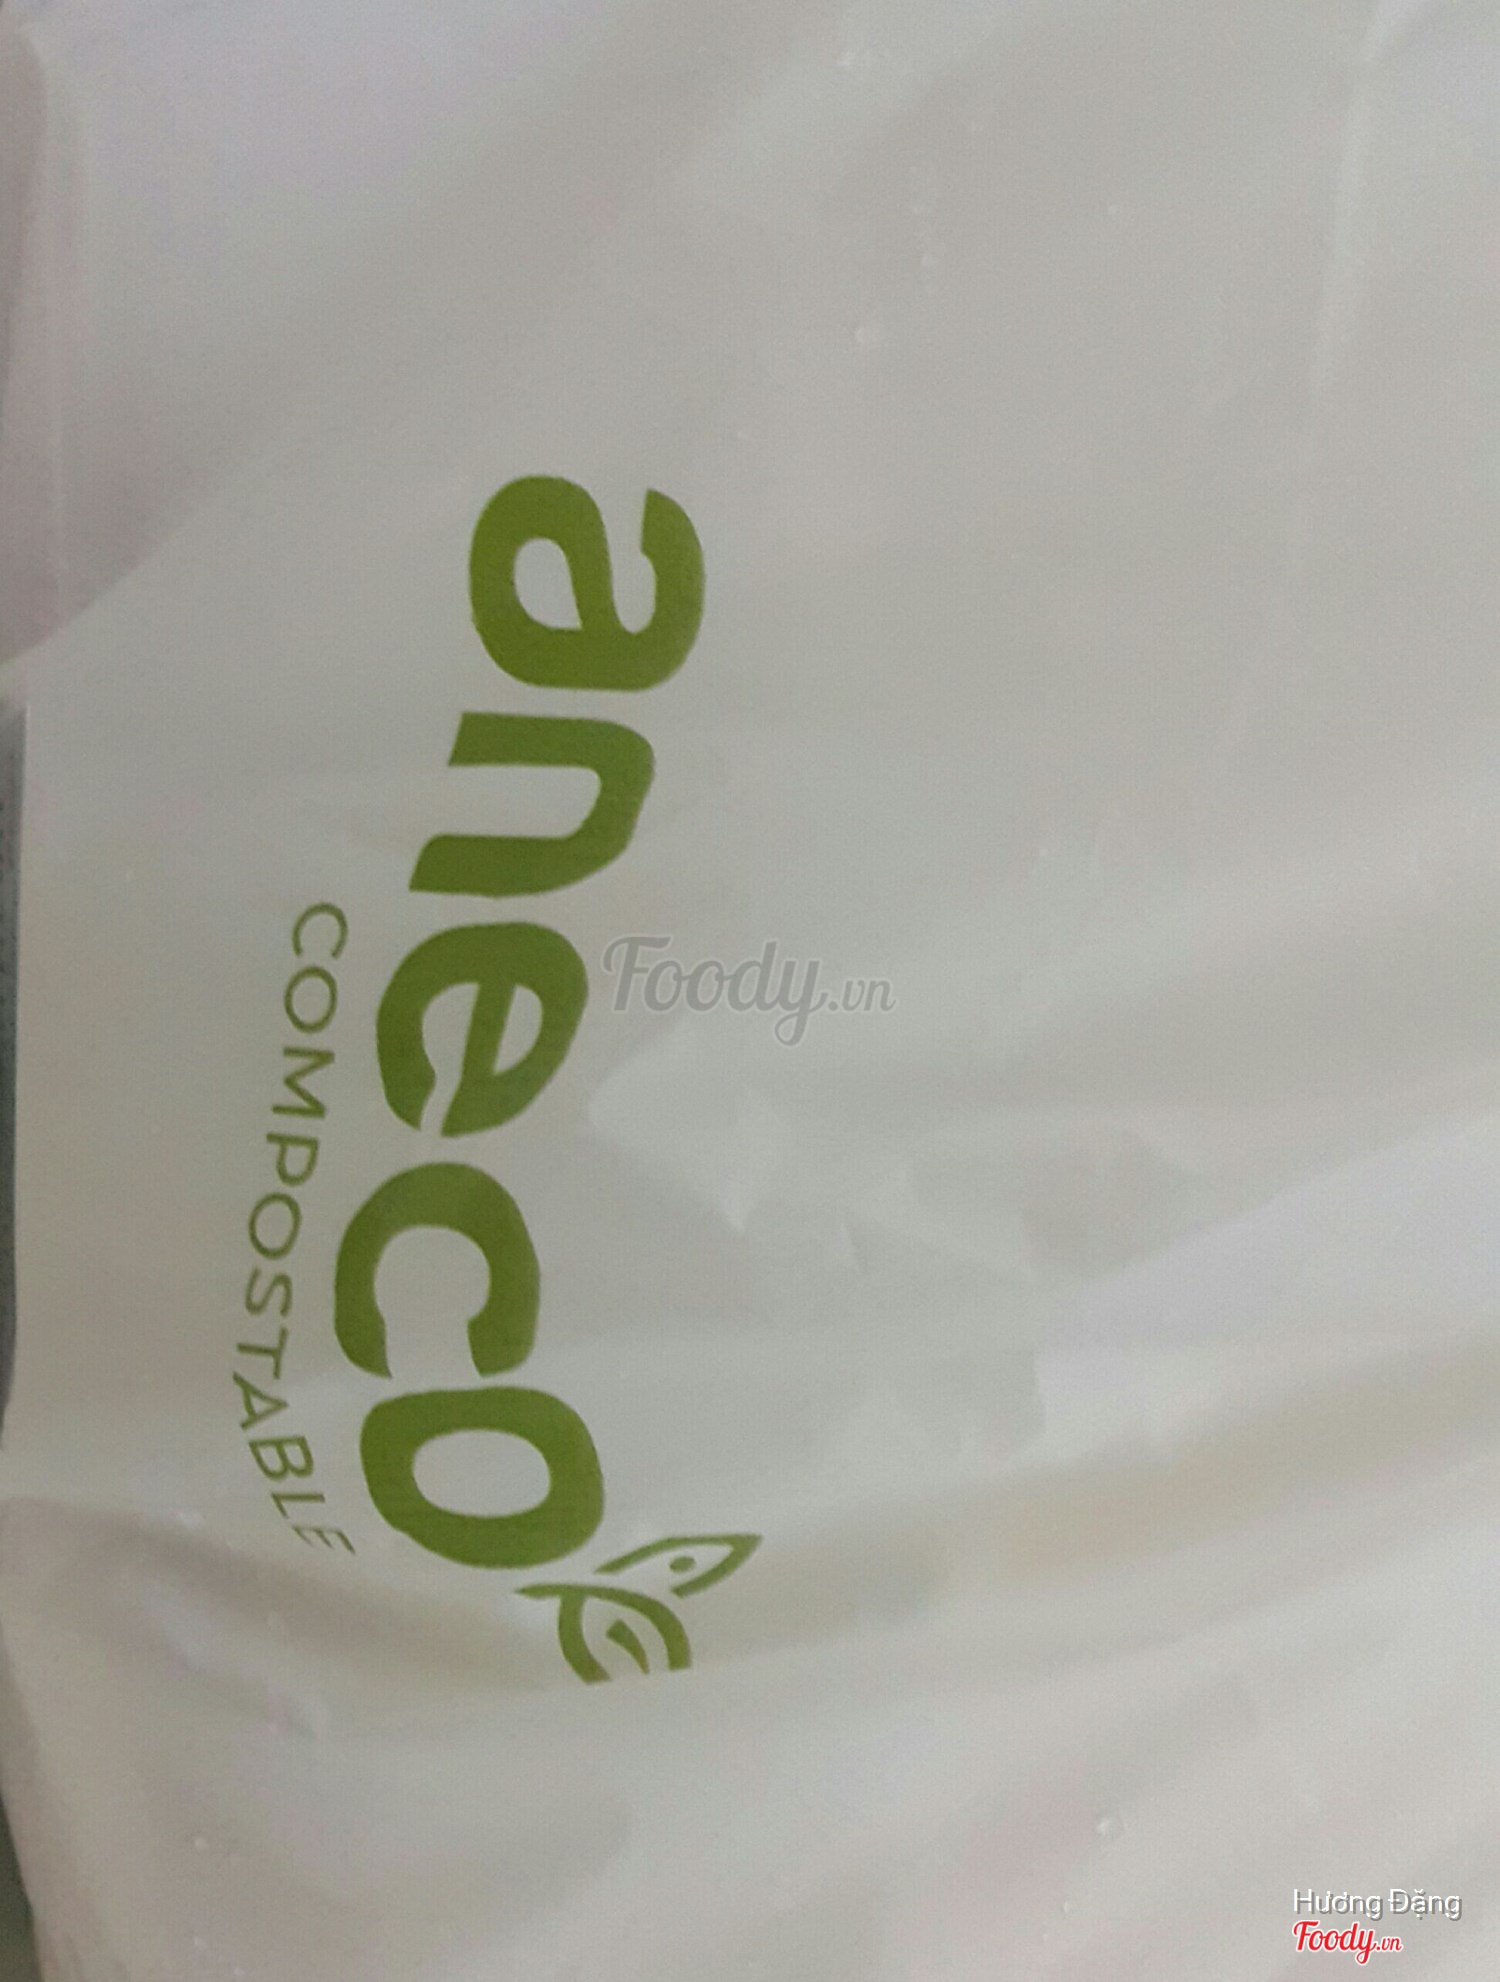 aneco
COMPOSTABLE
Foody.vn
Hương Đặng
Foody.vn